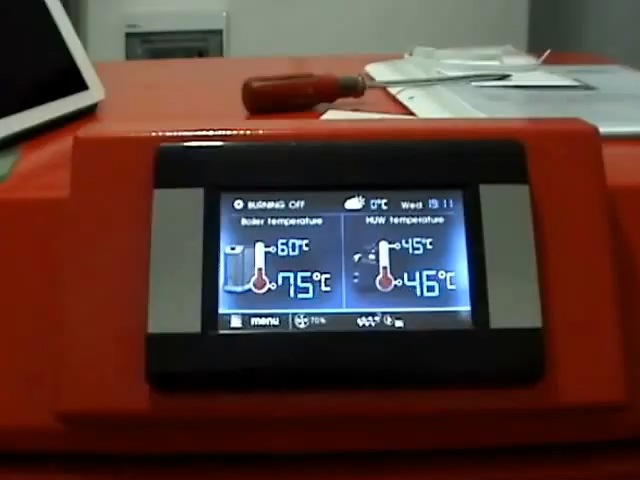 BURNING OFF 0°C Wed 19:11
Boiler temperature HUW temperature
60°C 45°C
75°C 46°C
menu 70%